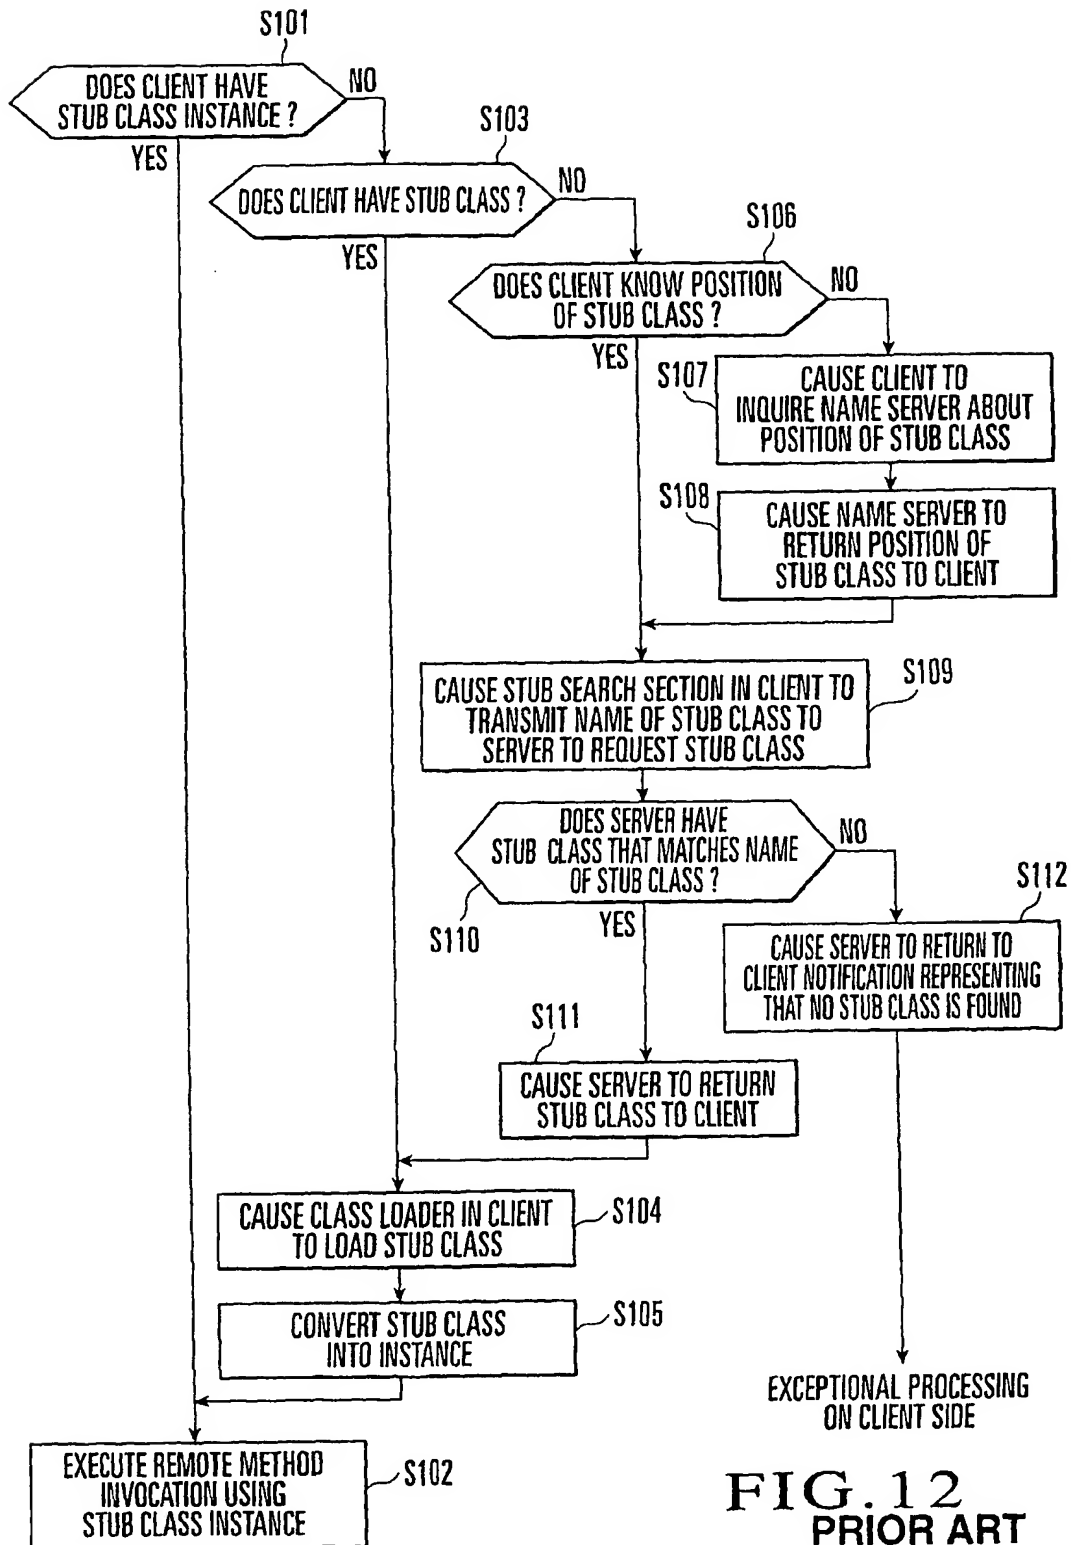 S101
DOES CLIENT HAVE
STUB CLASS INSTANCE ?
NO
YES
S103
DOES CLIENT HAVE STUB CLASS ?
NO
YES
S106
DOES CLIENT KNOW POSITION
OF STUB CLASS ?
NO
YES
S107
CAUSE CLIENT TO
INQUIRE NAME SERVER ABOUT
POSITION OF STUB CLASS
S108
CAUSE NAME SERVER TO
RETURN POSITION OF
STUB CLASS TO CLIENT
S109
CAUSE STUB SEARCH SECTION IN CLIENT TO
TRANSMIT NAME OF STUB CLASS TO
SERVER TO REQUEST STUB CLASS
DOES SERVER HAVE
STUB CLASS THAT MATCHES NAME
OF STUB CLASS ?
NO
S110
YES
S112
CAUSE SERVER TO RETURN TO
CLIENT NOTIFICATION REPRESENTING
THAT NO STUB CLASS IS FOUND
S111
CAUSE SERVER TO RETURN
STUB CLASS TO CLIENT
CAUSE CLASS LOADER IN CLIENT
TO LOAD STUB CLASS
S104
CONVERT STUB CLASS
INTO INSTANCE
S105
EXCEPTIONAL PROCESSING
ON CLIENT SIDE
EXECUTE REMOTE METHOD
INVOCATION USING
STUB CLASS INSTANCE
S102
FIG.12
PRIOR ART